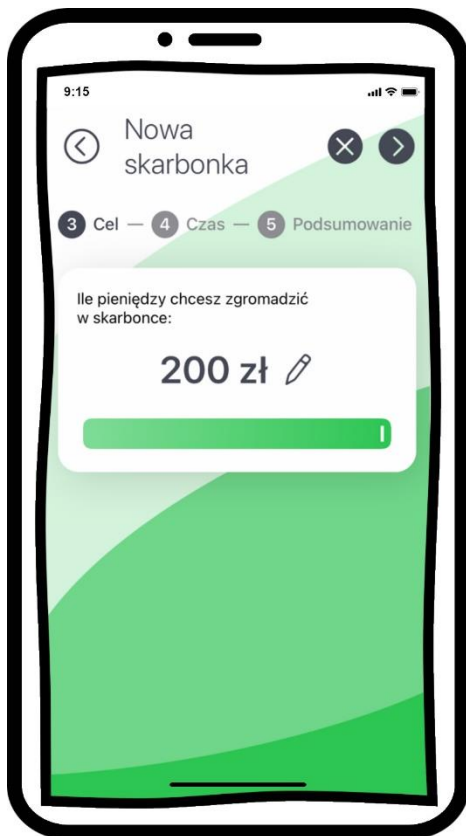 9:15
Nowa
skarbonka
3 Cel — 4 Czas — 5 Podsumowanie
Ile pieniędzy chcesz zgromadzić
w skarbonce:
200 zł